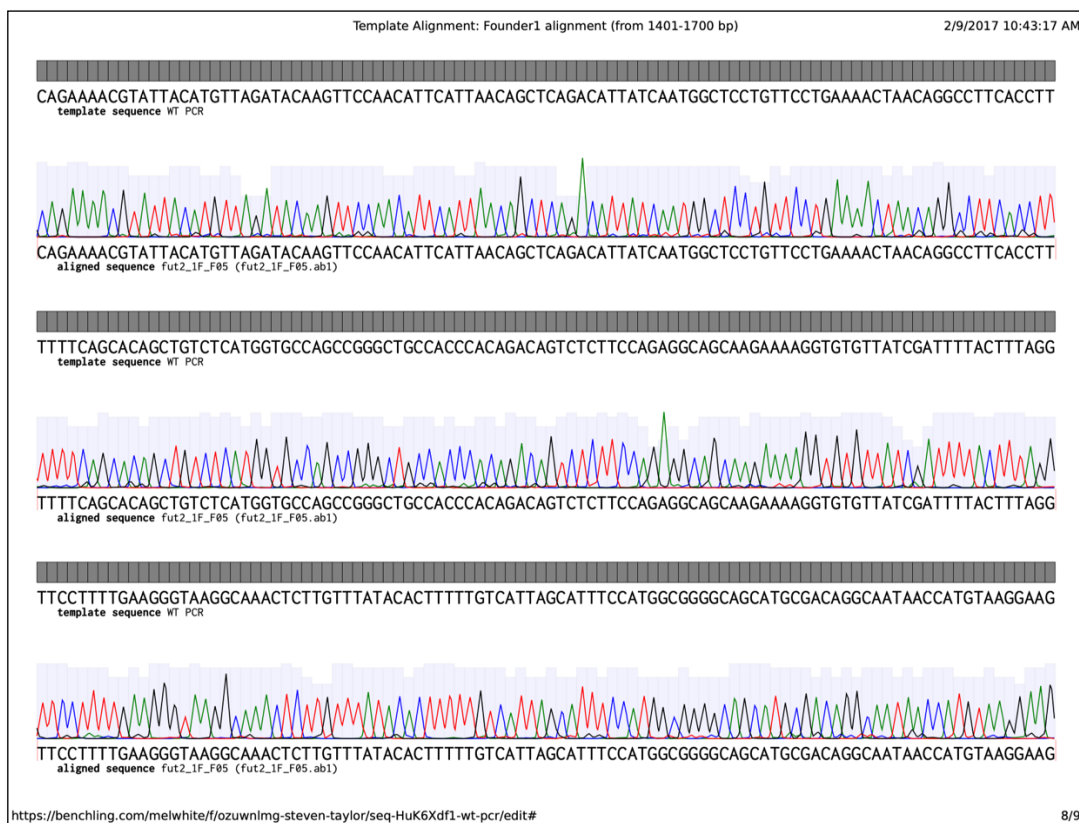 Template Alignment: Founder1 alignment (from 1401-1700 bp) 2/9/2017 10:43:17 AM
CAGAAAACGTATTACATGTTAGATACAAGTTCCAACATTCATTAACAGCTCAGACATTATCAATGGCTCCTGTTCCTGAAAACTAACAGGCCTTCACCTT
template sequence WT PCR
CAGAAAACGTATTACATGTTAGATACAAGTTCCAACATTCATTAACAGCTCAGACATTATCAATGGCTCCTGTTCCTGAAAACTAACAGGCCTTCACCTT
aligned sequence fut2_1F_F05 (fut2_1F_F05.ab1)
TTTTCAGCACAGCTGTCTCATGGTGCCAGCCGGGCTGCCACCCACAGACAGTCTCTTCCAGAGGCAGCAAGAAAAGGTGTGTTATCGATTTTACTTTAGG
template sequence WT PCR
TTTTCAGCACAGCTGTCTCATGGTGCCAGCCGGGCTGCCACCCACAGACAGTCTCTTCCAGAGGCAGCAAGAAAAGGTGTGTTATCGATTTTACTTTAGG
aligned sequence fut2_1F_F05 (fut2_1F_F05.ab1)
TTCCTTTTGAAGGGTAAGGCAAACTCTTGTTTATACACTTTTTGTCATTAGCATTTCCATGGCGGGGCAGCATGCGACAGGCAATAACCATGTAAGGAAG
template sequence WT PCR
TTCCTTTTGAAGGGTAAGGCAAACTCTTGTTTATACACTTTTTGTCATTAGCATTTCCATGGCGGGGCAGCATGCGACAGGCAATAACCATGTAAGGAAG
aligned sequence fut2_1F_F05 (fut2_1F_F05.ab1)
https://benchling.com/melwhite/f/ozuwnlmg-steven-taylor/seq-HuK6Xdf1-wt-pcr/edit# 8/9